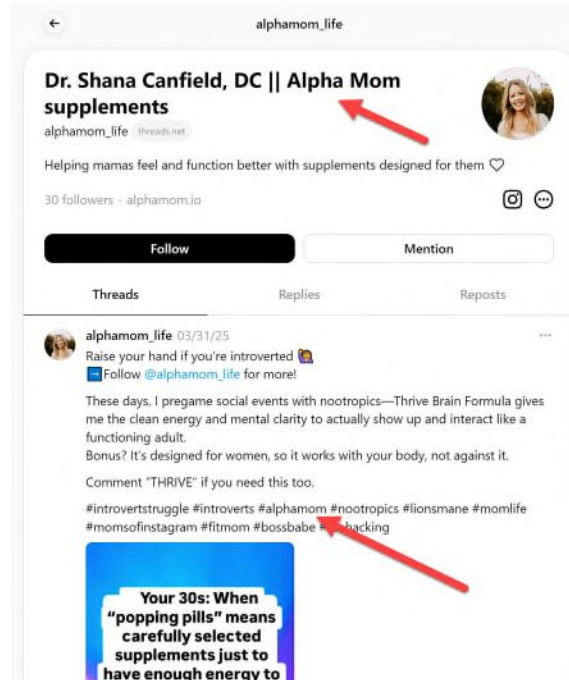 alphamom_life
Dr. Shana Canfield, DC || Alpha Mom
supplements
alphamom_life threads.net
Helping mamas feel and function better with supplements designed for them
30 followers · alphamom.io
Follow
Mention
Threads
Replies
Reposts
alphamom_life 03/31/25
Raise your hand if you're introverted
Follow @alphamom_life for more!
These days, I pregame social events with nootropics—Thrive Brain Formula gives
me the clean energy and mental clarity to actually show up and interact like a
functioning adult.
Bonus? It's designed for women, so it works with your body, not against it.
Comment "THRIVE" if you need this too.
#introvertstruggle #introverts #alphamom #nootropics #lionsmane #momlife
#momsofinstagram #fitmom #bossbabe
Your 30s: When
"popping pills" means
carefully selected
supplements just to
have enough energy to